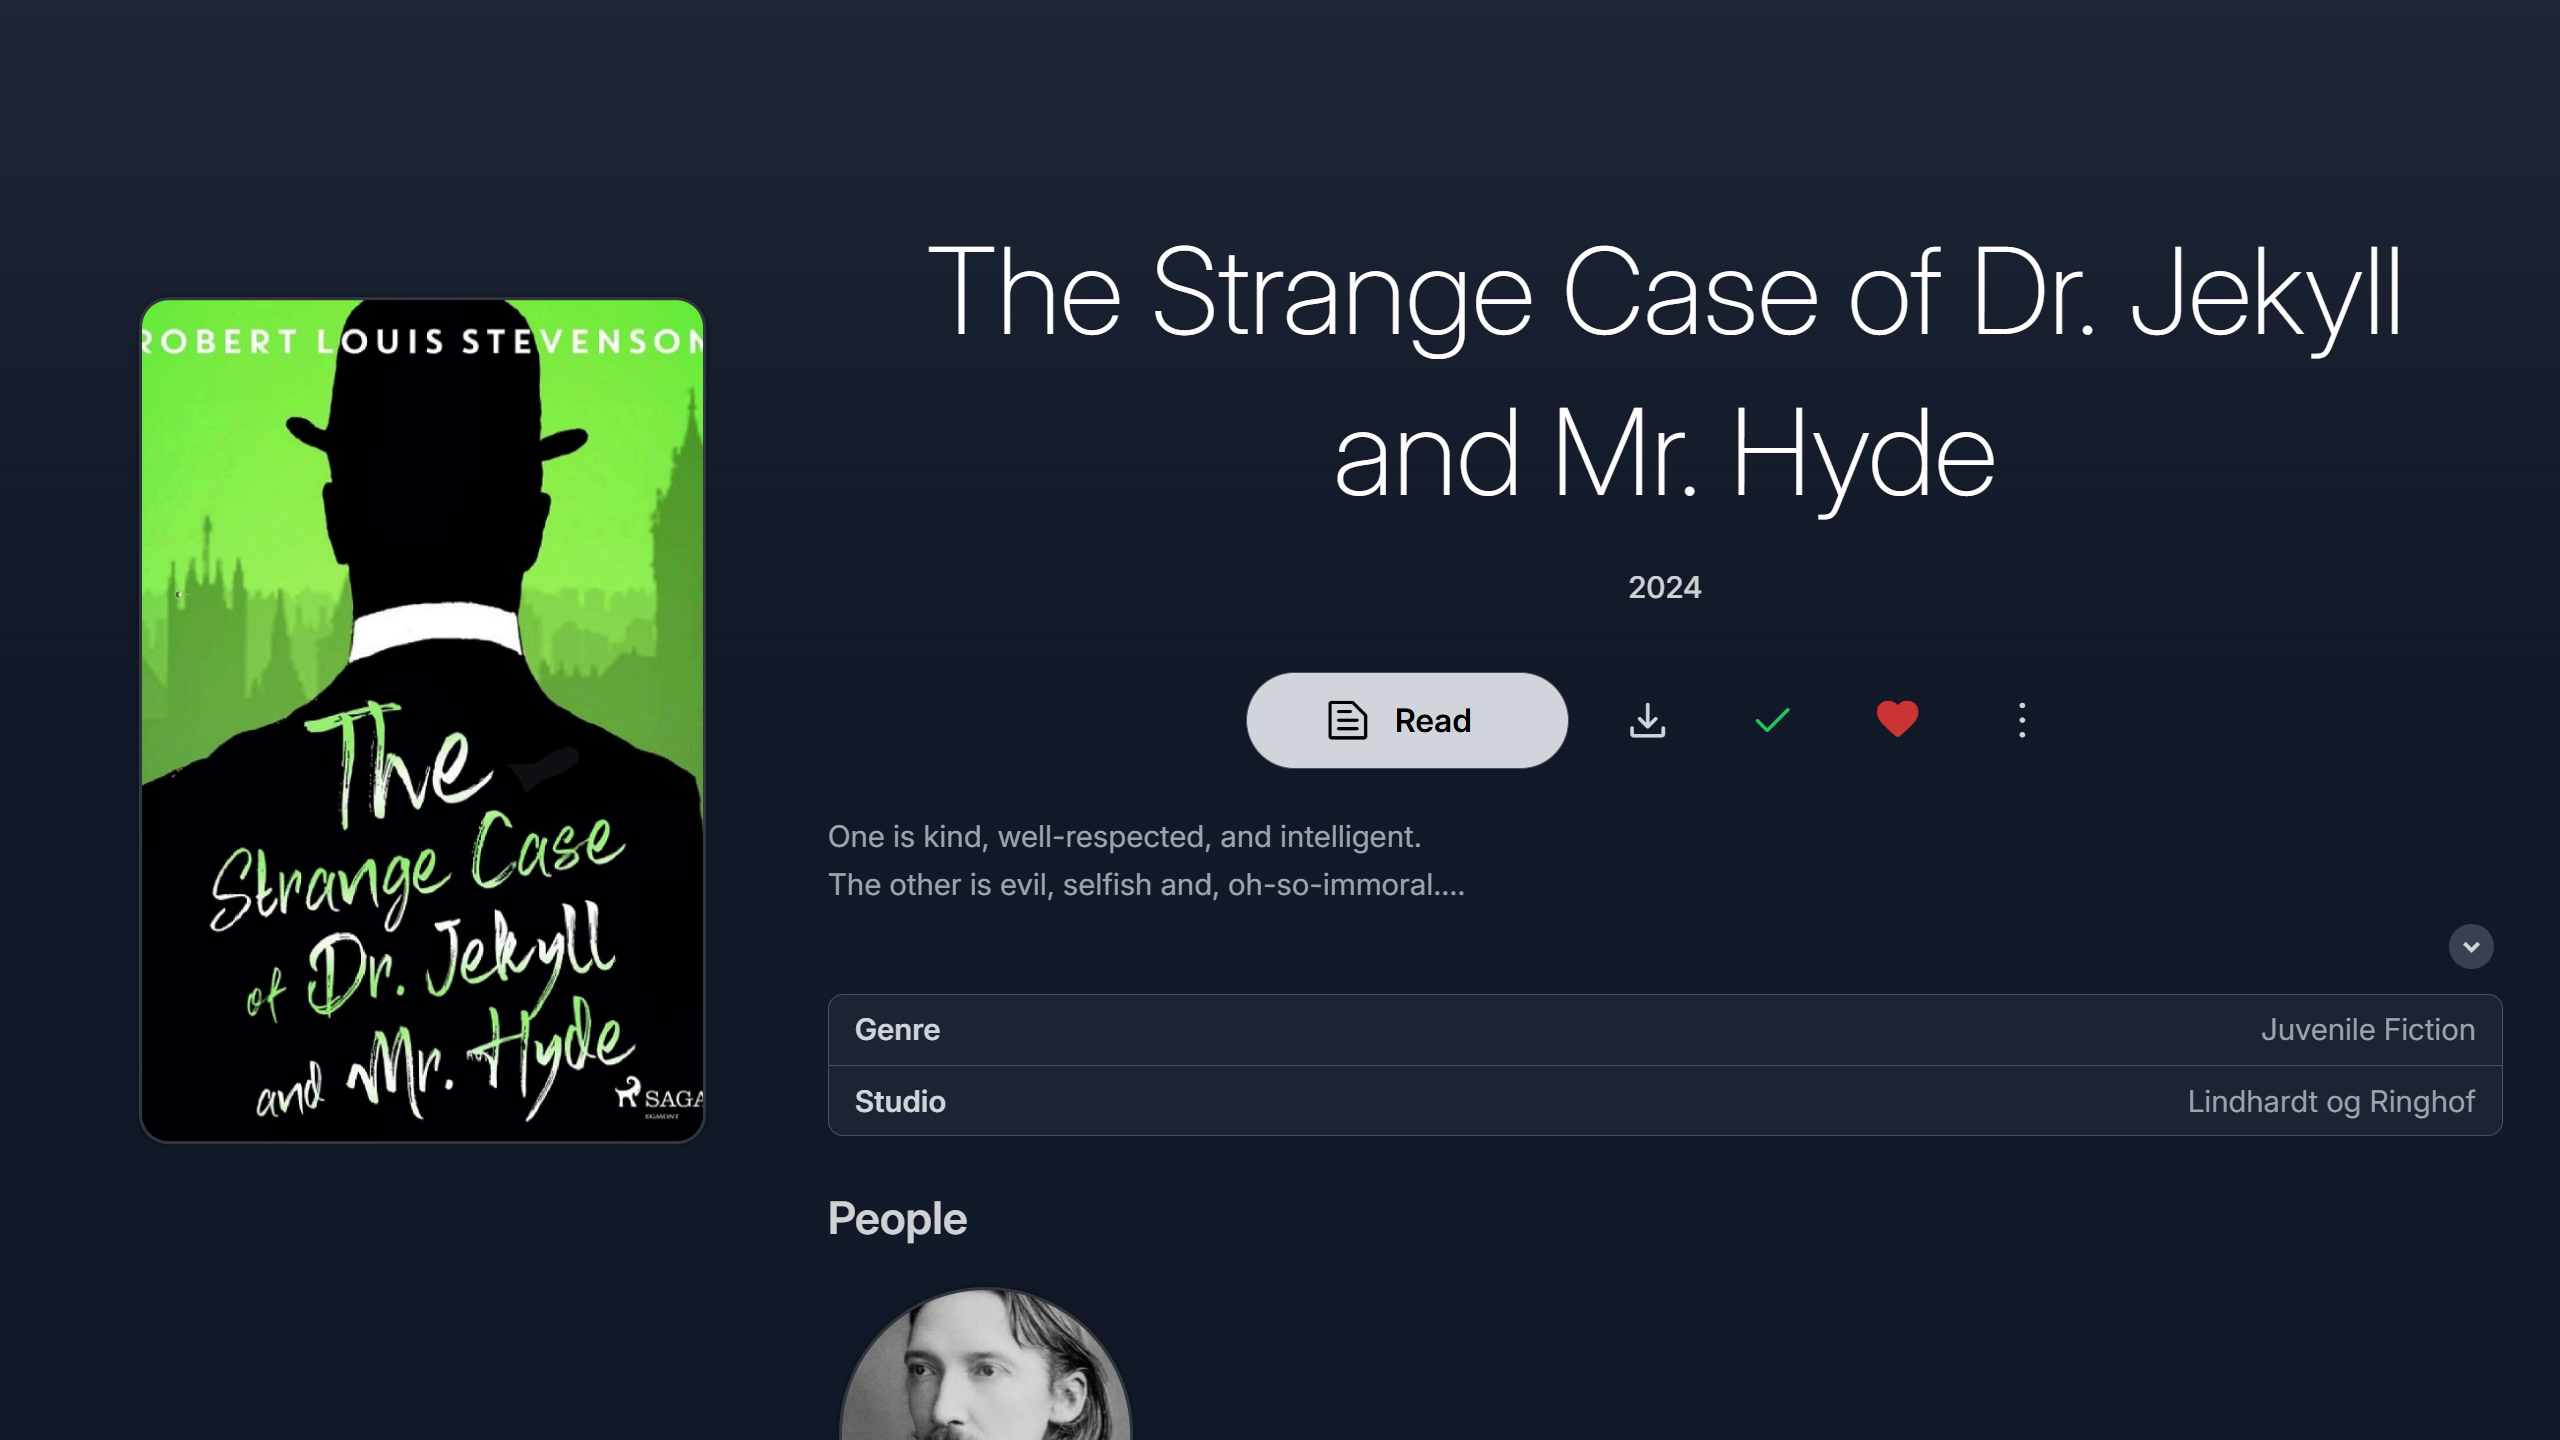 ROBERT LOUIS STEVENSON
The
Strange Case
of Dr. Jekyll
and Mr. Hyde
SAGA
EGMONT
The Strange Case of Dr. Jekyll
and Mr. Hyde
2024
Read
One is kind, well-respected, and intelligent.
The other is evil, selfish and, oh-so-immoral....
Genre
Juvenile Fiction
Studio
Lindhardt og Ringhof
People